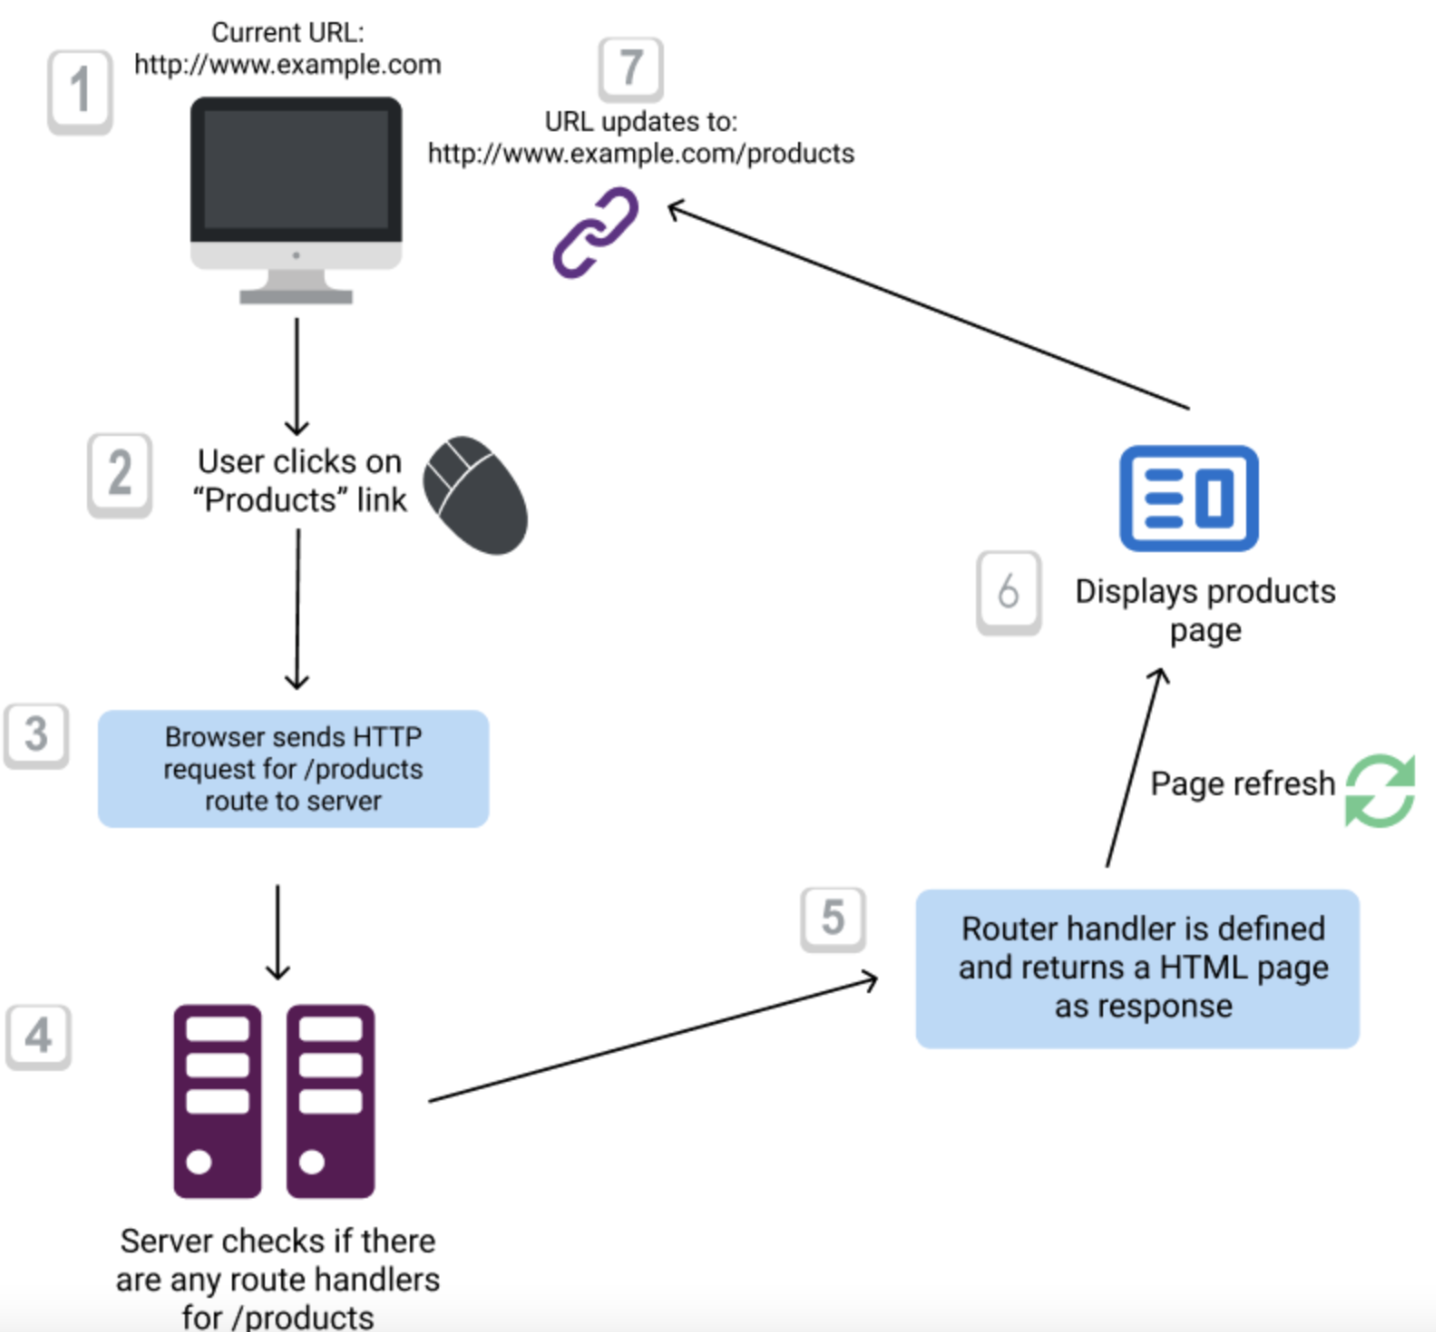 1
Current URL:
http://www.example.com
7
URL updates to:
http://www.example.com/products
2
User clicks on
“Products” link
3
Browser sends HTTP
request for /products
route to server
4
Server checks if there
are any route handlers
for /products
5
Router handler is defined
and returns a HTML page
as response
Page refresh
6
Displays products
page